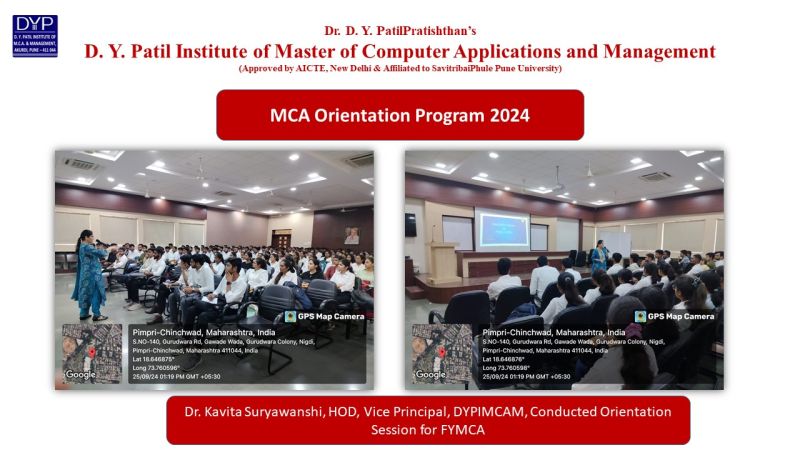 DYP
D. Y. PATIL INSTITUTE OF
M.C.A. & MANAGEMENT,
AKURDI, PUNE - 411 044
Dr. D. Y. PatilPratishthan's
D. Y. Patil Institute of Master of Computer Applications and Management
(Approved by AICTE, New Delhi & Affiliated to SavitribaiPhule Pune University)
MCA Orientation Program 2024
GPS Map Camera
Google
Pimpri-Chinchwad, Maharashtra, India
S.NO-140, Gurudwara Rd, Gawade Wada, Gurudwara Colony, Nigdi,
Pimpri-Chinchwad, Maharashtra 411044, India
Lat 18.646875°
Long 73.760598°
25/09/24 01:19 PM GMT +05:30
GPS Map Camera
Google
Pimpri-Chinchwad, Maharashtra, India
S.NO-140, Gurudwara Rd, Gawade Wada, Gurudwara Colony, Nigdi,
Pimpri-Chinchwad, Maharashtra 411044, India
Lat 18.646876°
Long 73.760596°
25/09/24 01:19 PM GMT +05:30
Dr. Kavita Suryawanshi, HOD, Vice Principal, DYPIMCAM, Conducted Orientation
Session for FYMCA